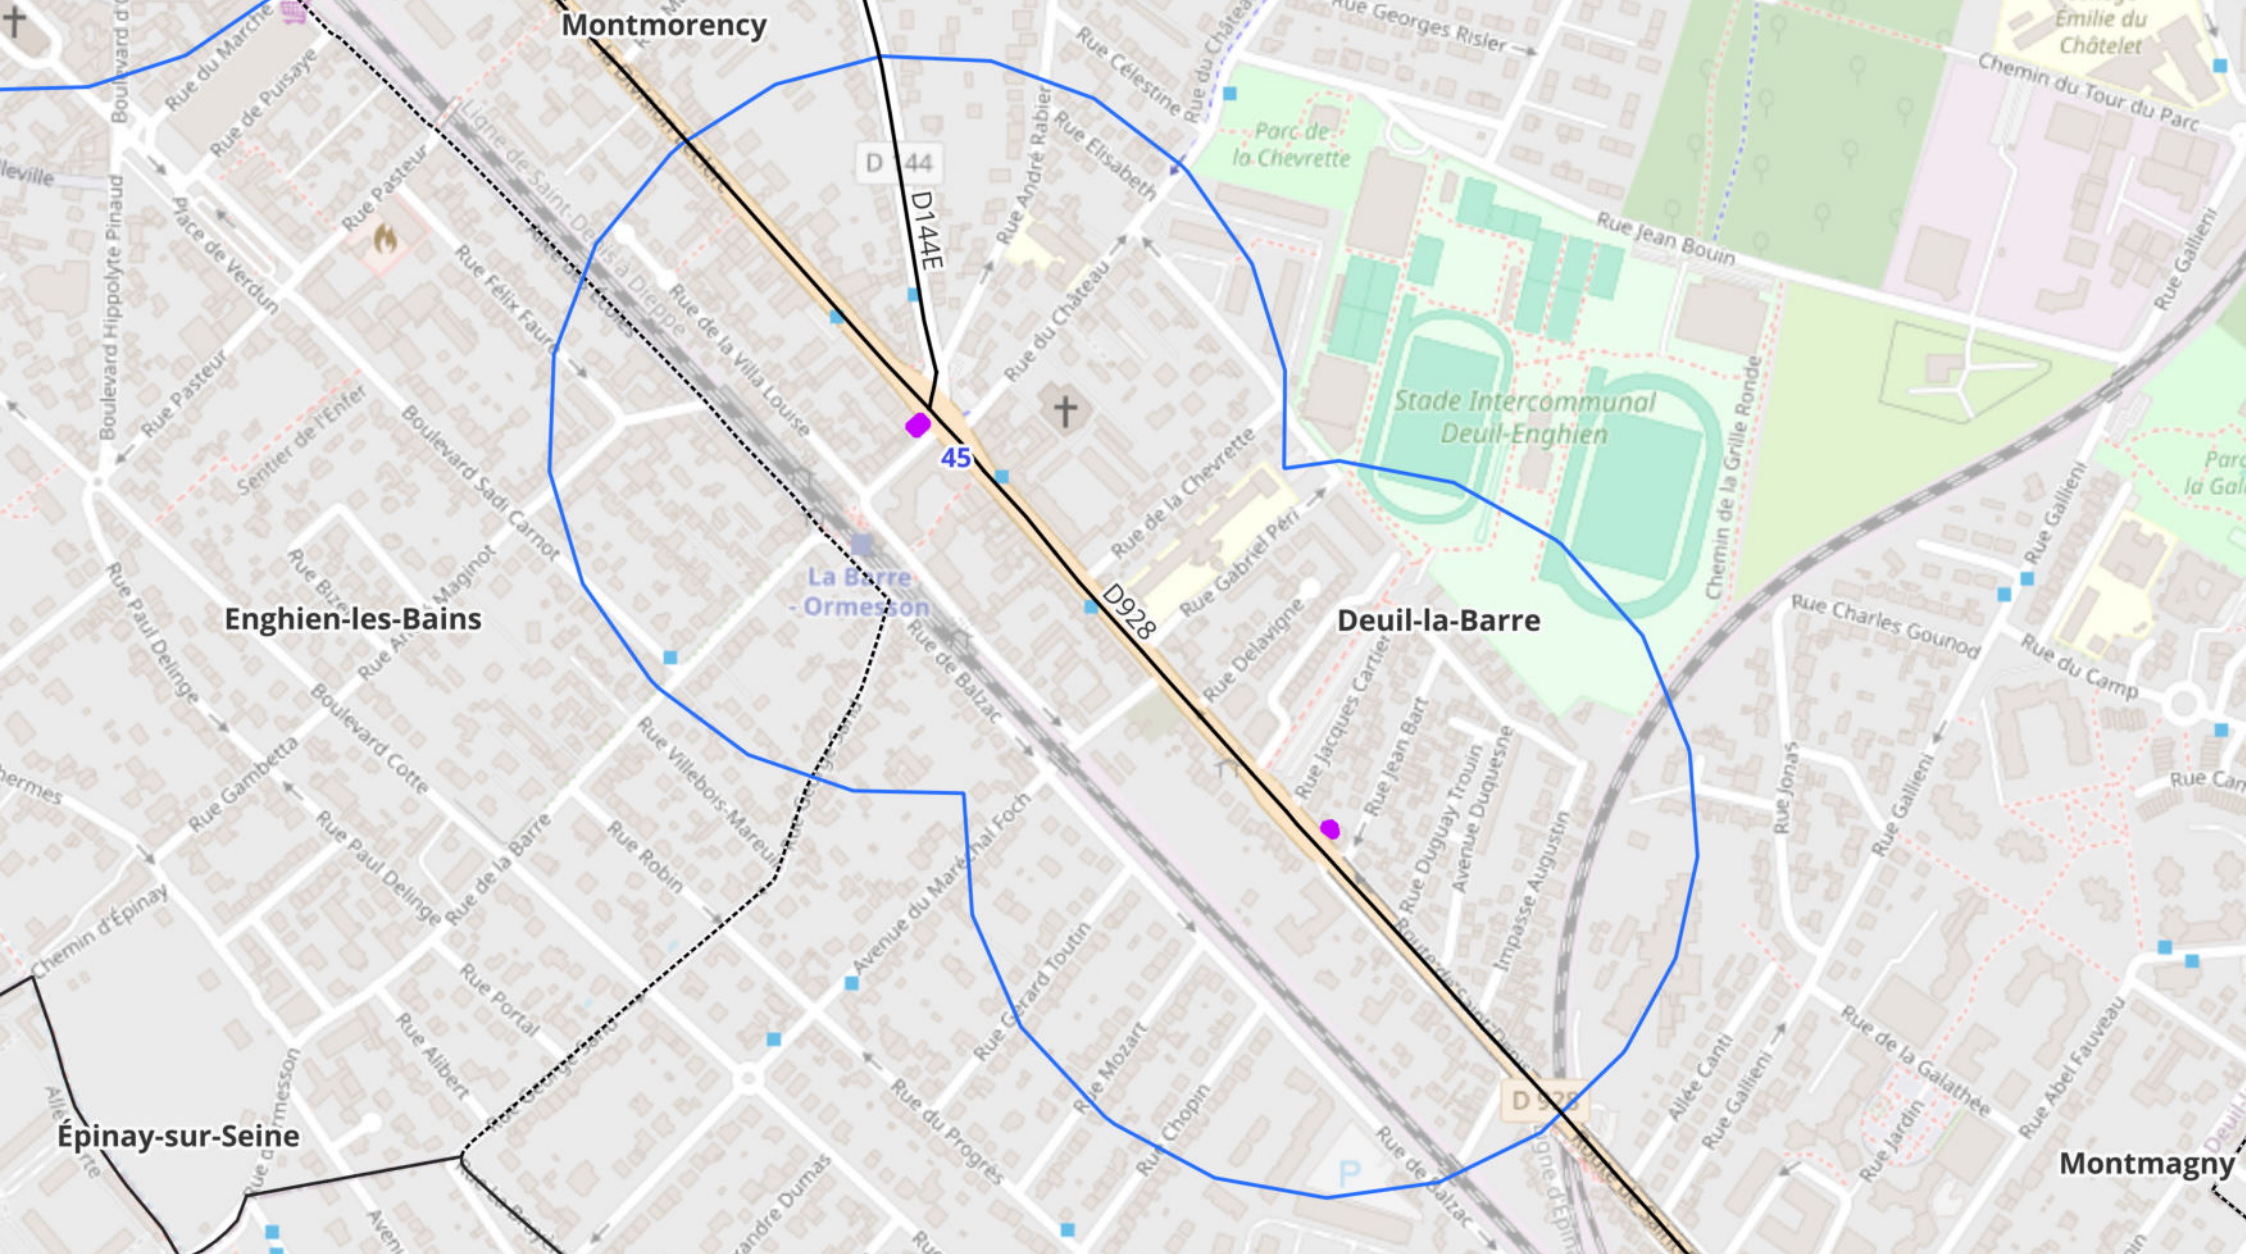 Montmorency
Rue Georges Risler
Émilie du
Châtelet
Rue du Marché
Rue de Puisaye
Rue Célestine
Chemin du Tour du Parc
Parc de
la Chevrette
Rue Elisabeth
Rue André Rabier
D 144
D144E
Rue Pasteur
Ligne de Saint-Denis à Dieppe
Place de Verdun
Boulevard Hippolyte Pinaud
Rue Félix Faure
Rue de la Villa Louise
Rue du Château
Rue Jean Bouin
Rue Gallieni
Rue Pasteur
Sentier de l'Enfer
Boulevard Sadi Carnot
45
Stade Intercommunal
Deuil-Enghien
Chemin de la Grille Ronde
Rue de la Chevrette
Rue Gabriel Péri
Rue Gallieni
La Barre
- Ormesson
D928
Rue Delavigne
Enghien-les-Bains
Deuil-la-Barre
Rue Charles Gounod
Rue du Camp
Rue Paul Delinge
Rue de Balzac
Rue Jacques Cartier
Rue Jean Bart
Rue Duguay Trouin
Avenue Duquesne
Impasse Augustin
Rue Jonas
Rue Gallieni
Boulevard Cotte
Rue Gambetta
Rue Villebois-Mareuil
Rue Paul Delinge
Rue de la Barre
Rue Robin
Avenue du Maréchal Foch
Chemin d'Épinay
Rue Portal
Rue Alibert
Rue Gérard Toutin
Rue Mozart
Rue Chopin
Rue du Progrès
D 928
Allée Canti
Rue Gallieni
Rue de la Galathée
Rue Abel Fauveau
Rue Jardin
Épinay-sur-Seine
Rue d'Ormesson
P
Rue de Balzac
Montmagny